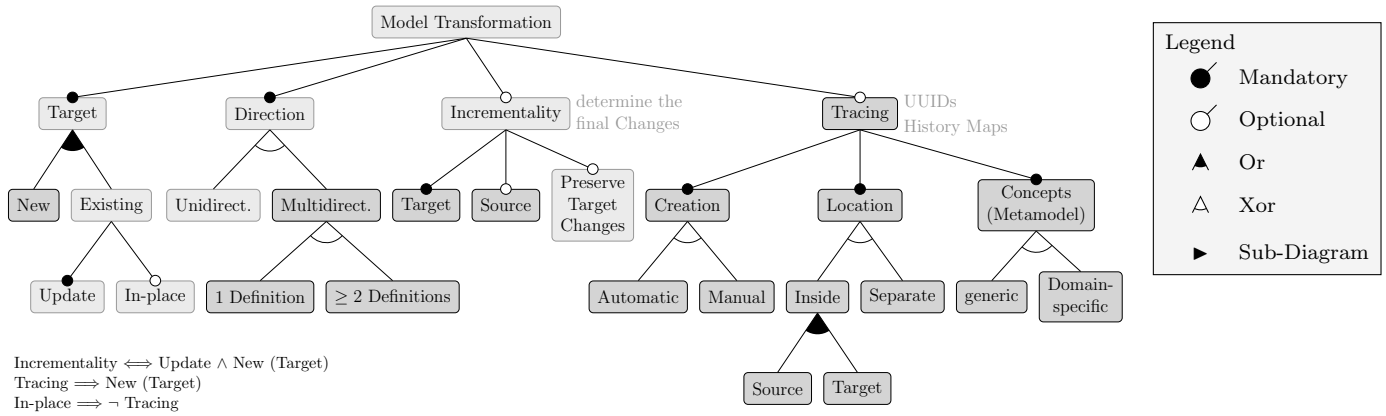 Model Transformation
Target
Direction
Incrementality
determine the
final Changes
Tracing
UUIDs
History Maps
New
Existing
Unidirect.
Multidirect.
Target
Source
Preserve
Target
Changes
Creation
Location
Concepts
(Metamodel)
Update
In-place
1 Definition
≥ 2 Definitions
Automatic
Manual
Inside
Separate
generic
Domain-
specific
Source
Target
Incrementality ⟺ Update ∧ New (Target)
Tracing ⟹ New (Target)
In-place ⟹ ¬ Tracing
Legend
Mandatory
Optional
Or
Xor
Sub-Diagram